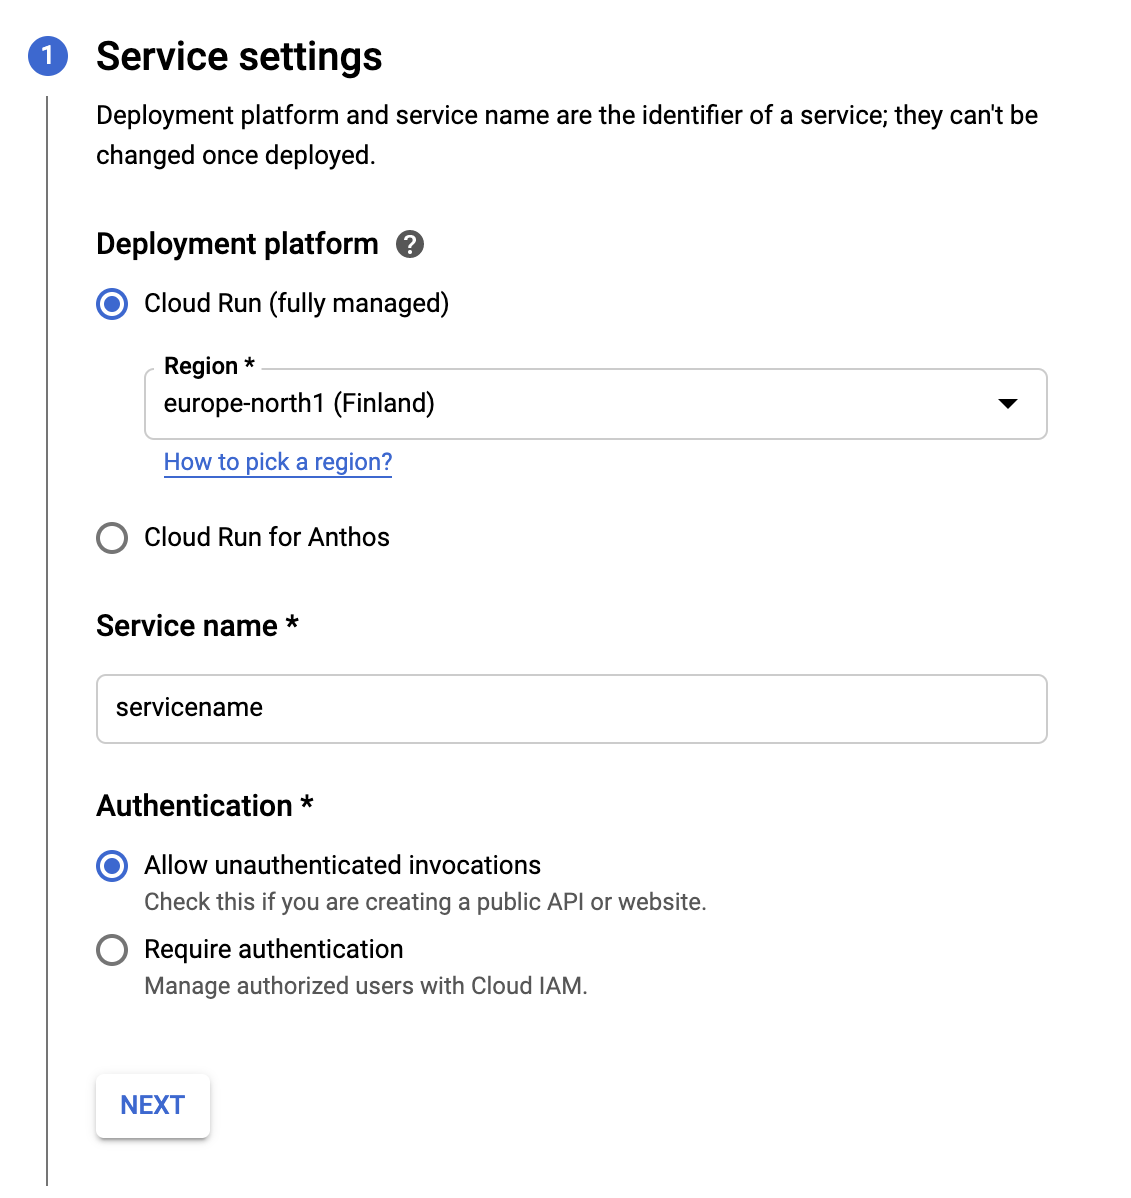 1 Service settings
Deployment platform and service name are the identifier of a service; they can't be
changed once deployed.
Deployment platform ?
Cloud Run (fully managed)
Region *
europe-north1 (Finland)
How to pick a region?
Cloud Run for Anthos
Service name *
servicename
Authentication *
Allow unauthenticated invocations
Check this if you are creating a public API or website.
Require authentication
Manage authorized users with Cloud IAM.
NEXT